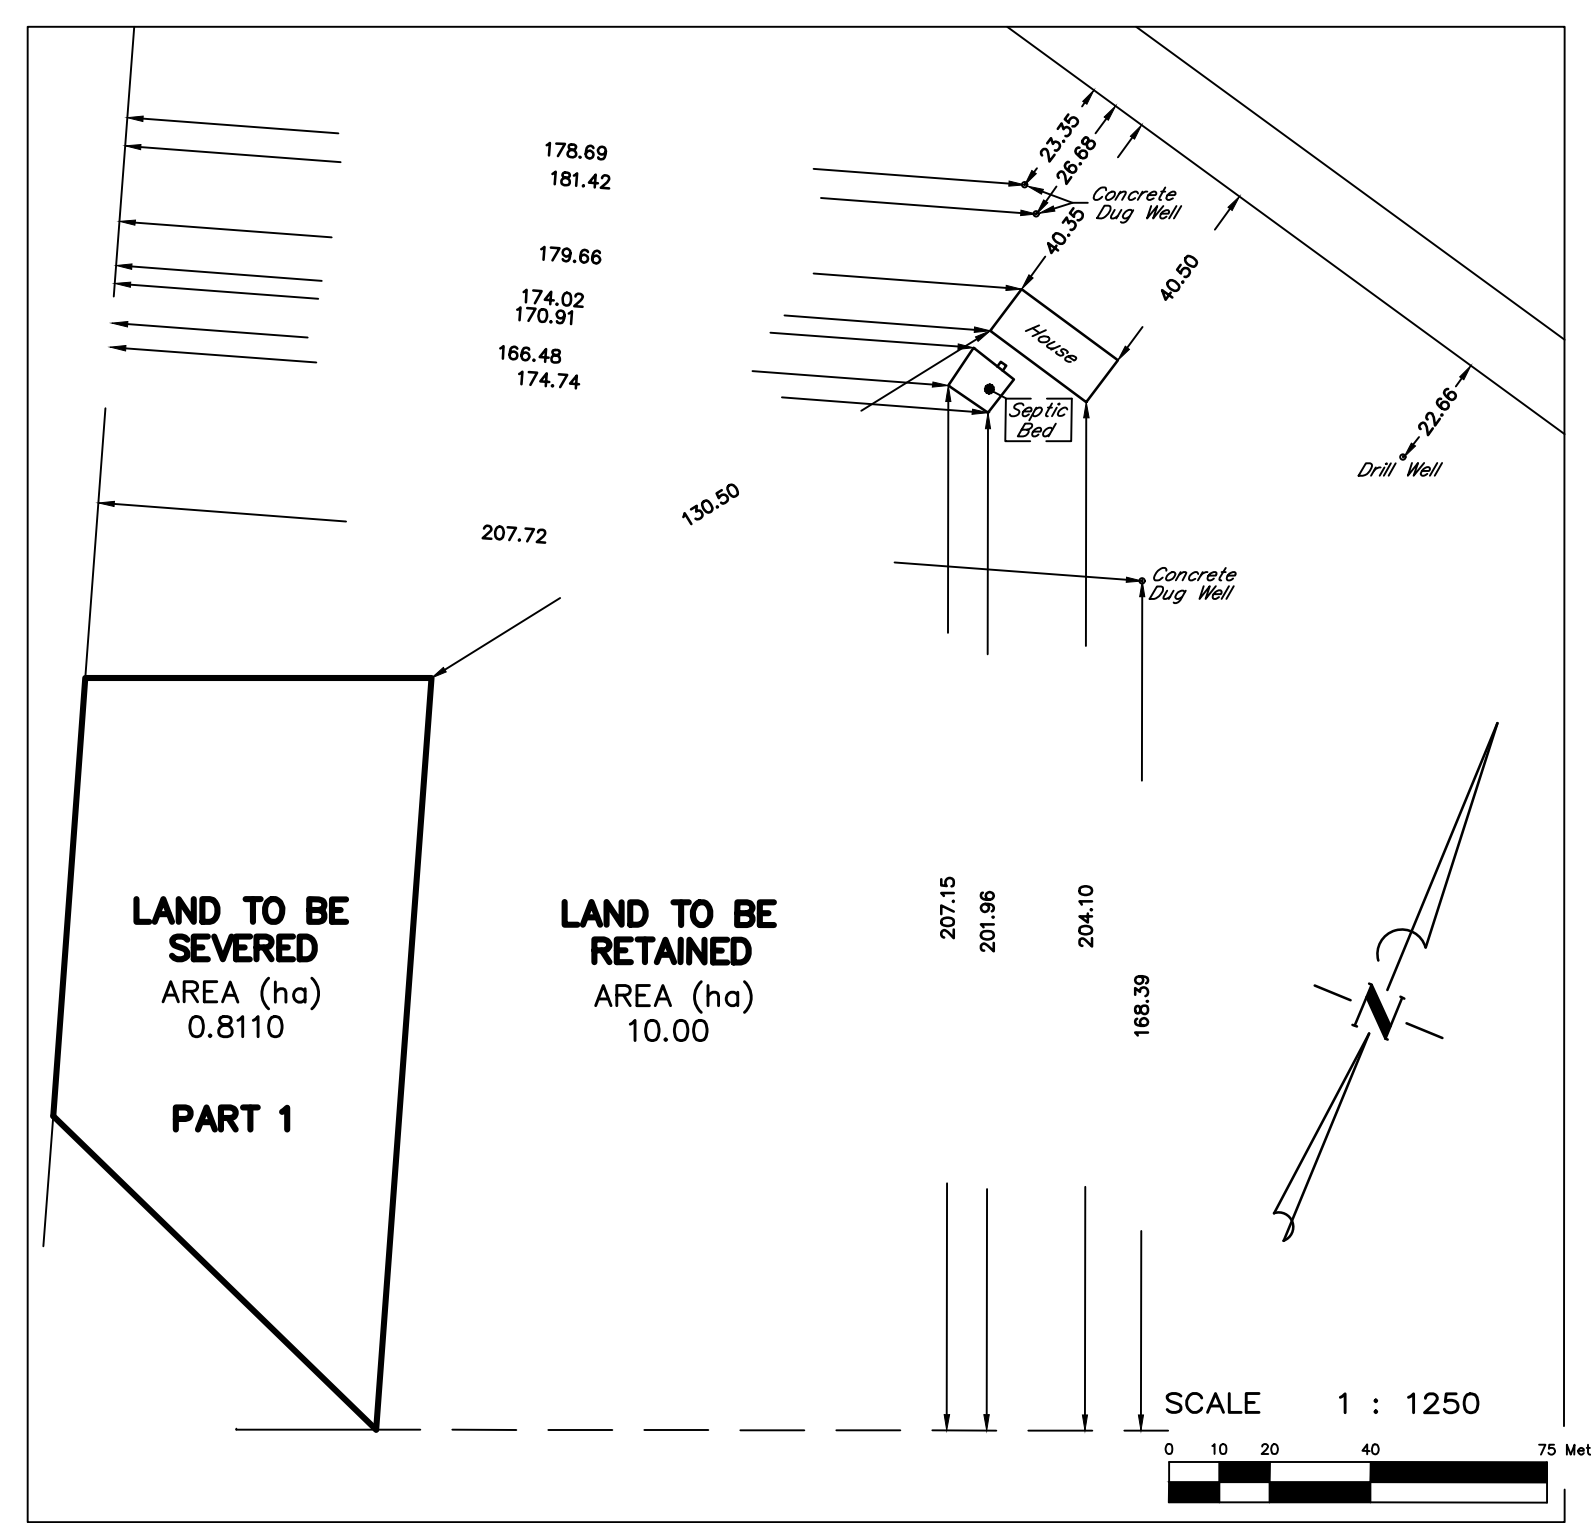 23.35
26.68
178.69
181.42
Concrete
Dug Well
40.35
179.66
40.50
174.02
170.91
House
166.48
174.74
Septic
Bed
22.66
Drill Well
130.50
207.72
Concrete
Dug Well
LAND TO BE
SEVERED
AREA (ha)
0.8110
PART 1
LAND TO BE
RETAINED
AREA (ha)
10.00
207.15
201.96
204.10
168.39
N
SCALE 1 : 1250
0 10 20 40 75 Met